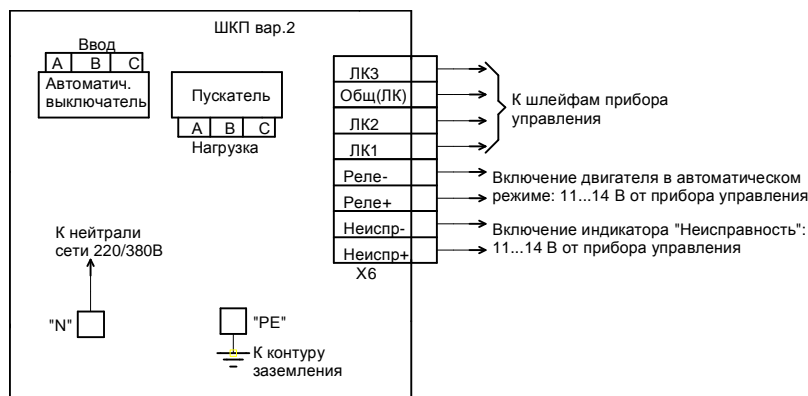 ШКП вар.2
Ввод
А В С
Автоматич.
выключатель
Пускатель
А В С
Нагрузка
ЛК3
Общ(ЛК)
ЛК2
ЛК1
Реле-
Реле+
Неиспр-
Неиспр+
Х6
К шлейфам прибора
управления
Включение двигателя в автоматическом
режиме: 11...14 В от прибора управления
Включение индикатора "Неисправность":
11...14 В от прибора управления
К нейтрали
сети 220/380В
"N"
"PE"
К контуру
заземления